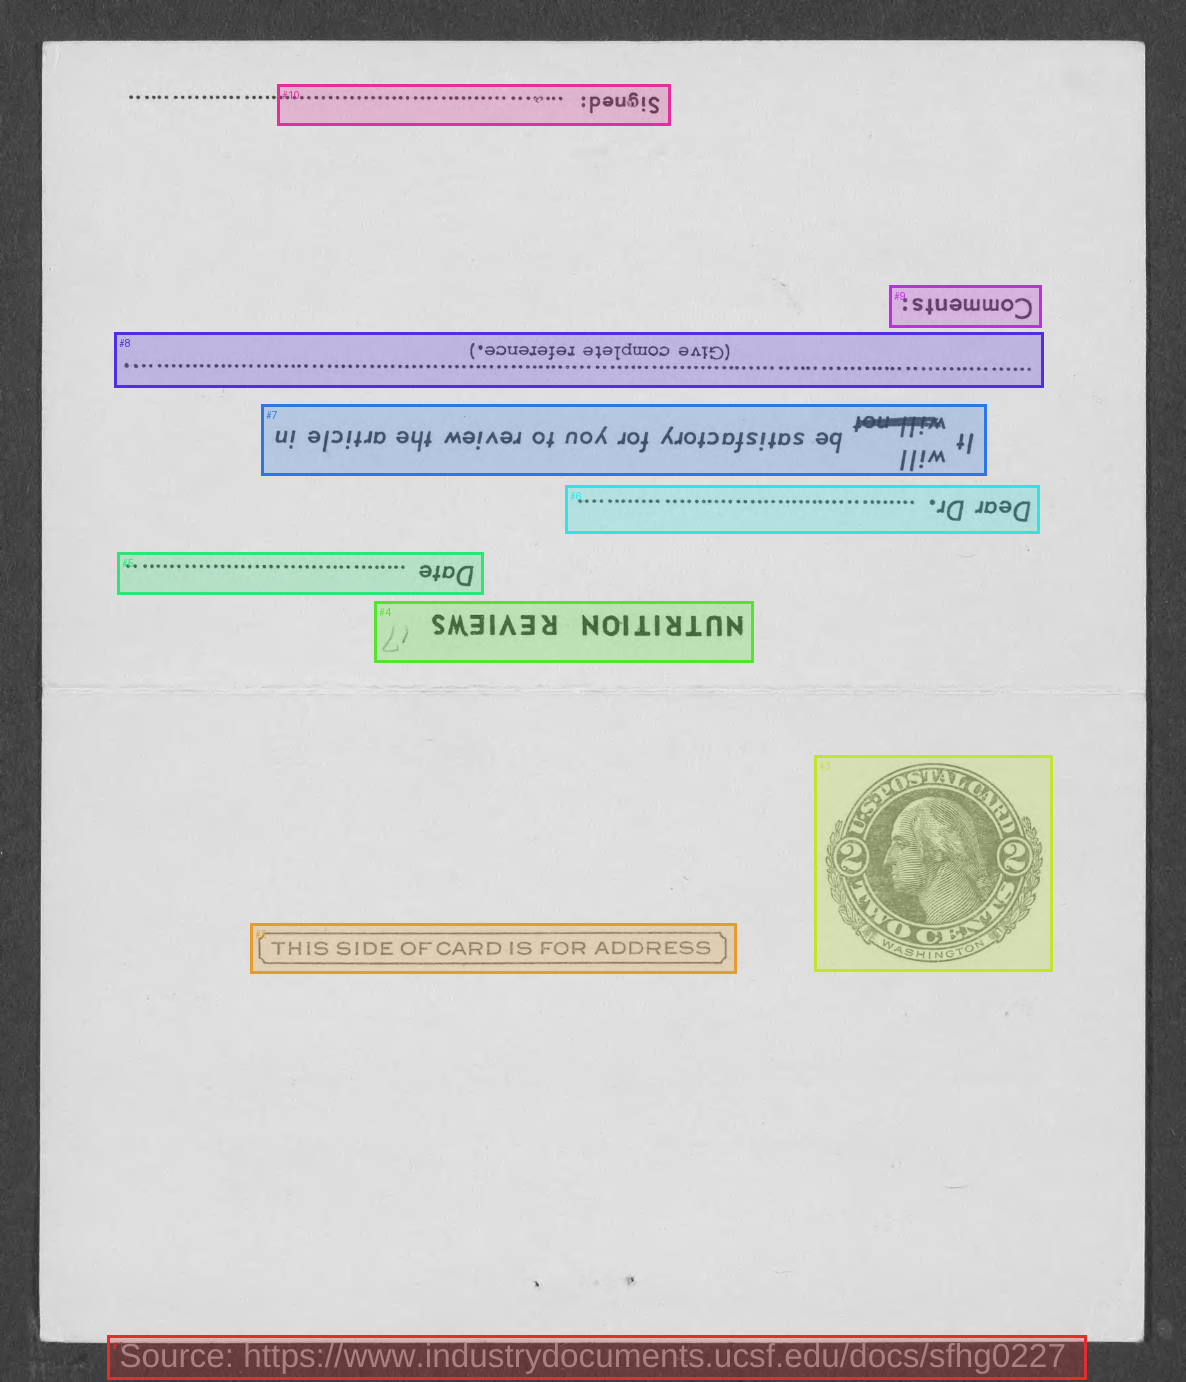 NUTRITION REVIEWS
Date ........................................
Dear Dr. ........................................
will
It will not be satisfactory for you to review the article in
........................................
(Give complete reference.)
Comments:
Signed: ........................................
U.S. POSTAL CARD
2 2
TWO CENTS
WASHINGTON
THIS SIDE OF CARD IS FOR ADDRESS
Source: https://www.industrydocuments.ucsf.edu/docs/sfhg0227